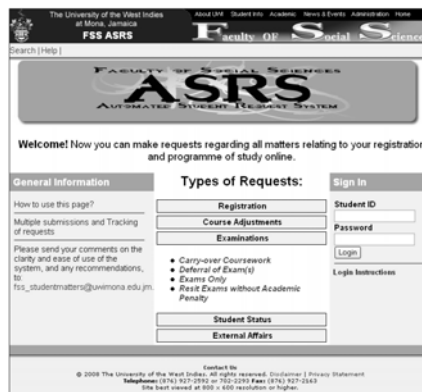 The University of the West Indies
at Mona, Jamaica
FSS ASRS
About UWI Student Info Academic News & Events Administration Home
Faculty OF Social Sciences
Search | Help |
FACULTY OF SOCIAL SCIENCES
ASRS
AUTOMATED STUDENT REQUEST SYSTEM
Welcome! Now you can make requests regarding all matters relating to your registration
and programme of study online.
General Information
How to use this page?
Multiple submissions and Tracking
of requests
Please send your comments on the
clarity and ease of use of the
system, and any recommendations,
to:
fss_studentmatters@uwimona.edu.jm.
Types of Requests:
Registration
Course Adjustments
Examinations
Carry-over Coursework
Deferral of Exam(s)
Exams Only
Resit Exams without Academic
Penalty
Student Status
External Affairs
Sign In
Student ID
Password
Login
Login Instructions
Contact Us
© 2008 The University of the West Indies. All rights reserved. Disclaimer | Privacy Statement
Telephone: (876) 927-2592 or 702-2293 Fax: (876) 927-2163
Site best viewed at 800 x 600 resolution or higher.